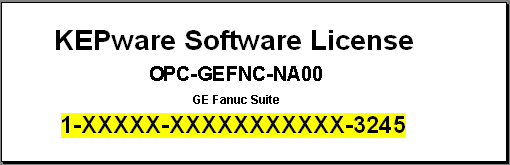 KEPware Software License
OPC-GEFNC-NA00
GE Fanuc Suite
1-XXXXX-XXXXXXXXXXX-3245